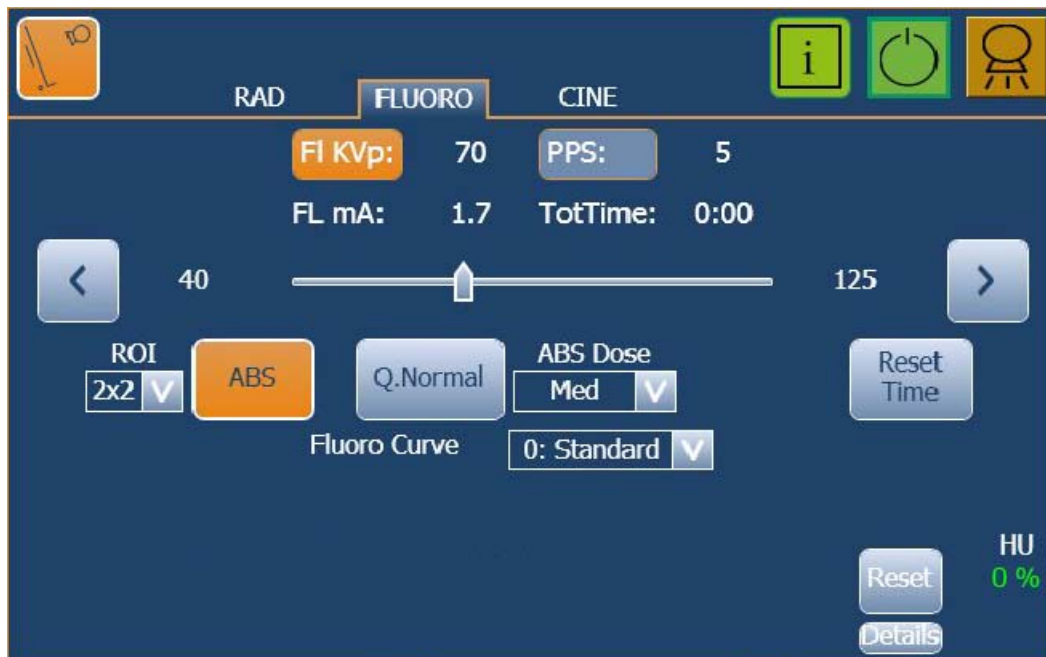 i
RAD FLUORO CINE
Fl KVp: 70 PPS: 5
FL mA: 1.7 TotTime: 0:00
< 40 125 >
ROI
2x2 V
ABS
Q.Normal
ABS Dose
Med V
Reset
Time
Fluoro Curve 0: Standard V
HU
0 %
Reset
Details